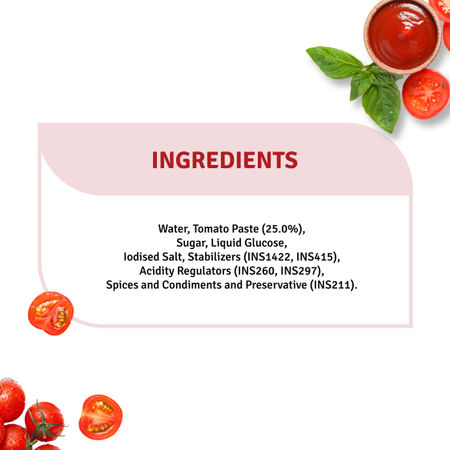 INGREDIENTS
Water, Tomato Paste (25.0%),
Sugar, Liquid Glucose,
Iodised Salt, Stabilizers (INS1422, INS415),
Acidity Regulators (INS260, INS297),
Spices and Condiments and Preservative (INS211).